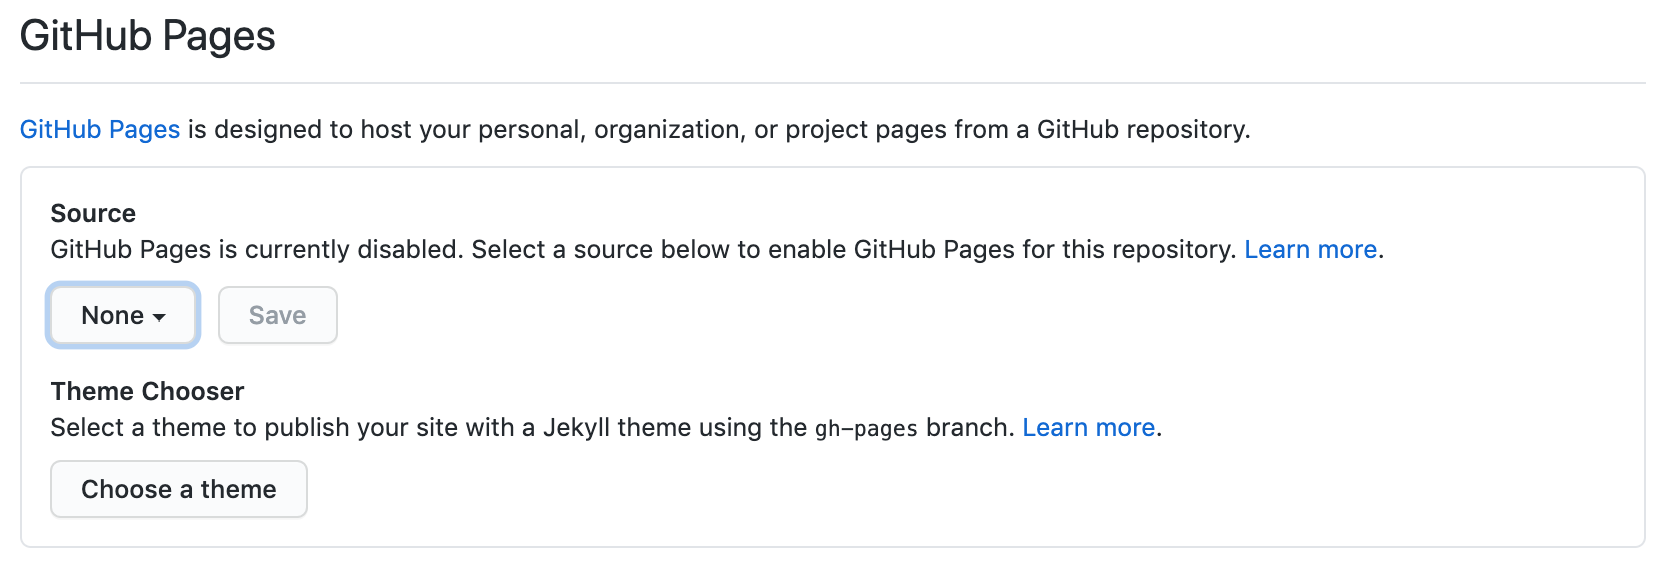 GitHub Pages
GitHub Pages is designed to host your personal, organization, or project pages from a GitHub repository.
Source
GitHub Pages is currently disabled. Select a source below to enable GitHub Pages for this repository. Learn more.
None Save
Theme Chooser
Select a theme to publish your site with a Jekyll theme using the gh-pages branch. Learn more.
Choose a theme